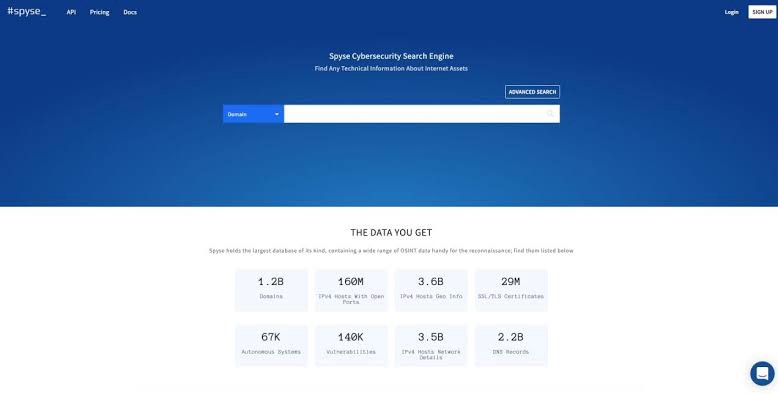 #spyse_ API Pricing Docs Login SIGN UP
Spyse Cybersecurity Search Engine
Find Any Technical Information About Internet Assets
ADVANCED SEARCH
Domain
THE DATA YOU GET
Spyse holds the largest database of its kind, containing a wide range of OSINT data handy for the reconnaissance; find them listed below
1.2B
Domains
160M
IPv4 Hosts With Open
Ports
3.6B
IPv4 Hosts Geo Info
29M
SSL/TLS Certificates
67K
Autonomous Systems
140K
Vulnerabilities
3.5B
IPv4 Hosts Network
Details
2.2B
DNS Records